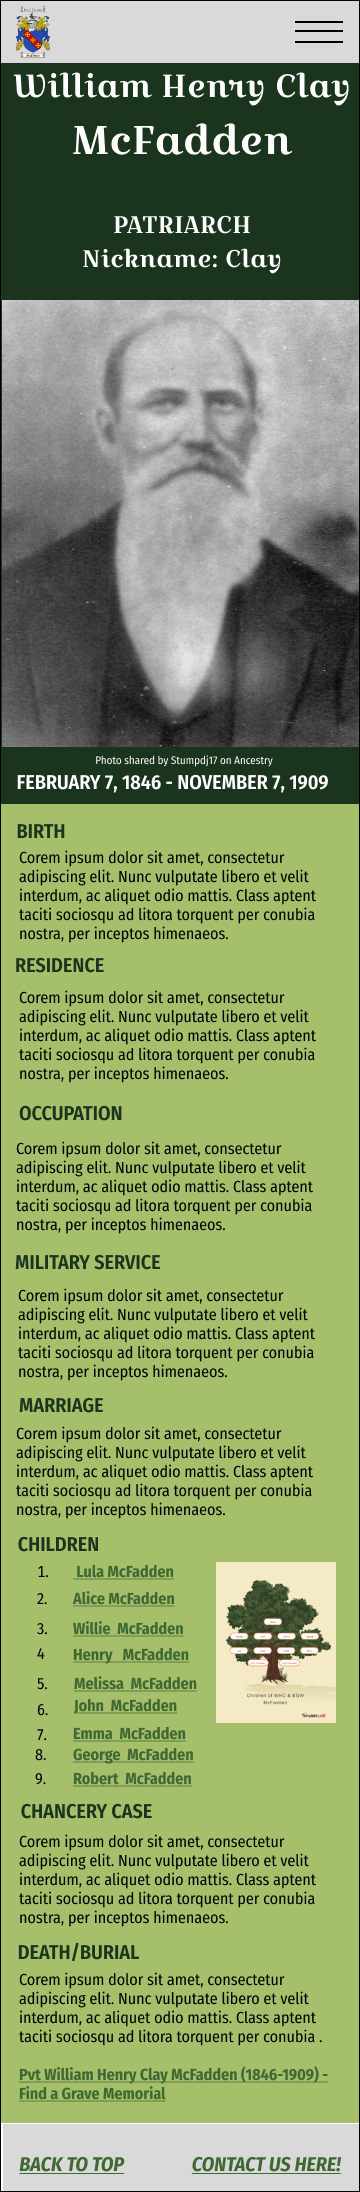 William Henry Clay
McFadden
PATRIARCH
Nickname: Clay
Photo shared by Stumpdj17 on Ancestry
FEBRUARY 7, 1846 - NOVEMBER 7, 1909
BIRTH
Corem ipsum dolor sit amet, consectetur
adipiscing elit. Nunc vulputate libero et velit
interdum, ac aliquet odio mattis. Class aptent
taciti sociosqu ad litora torquent per conubia
nostra, per inceptos himenaeos.
RESIDENCE
Corem ipsum dolor sit amet, consectetur
adipiscing elit. Nunc vulputate libero et velit
interdum, ac aliquet odio mattis. Class aptent
taciti sociosqu ad litora torquent per conubia
nostra, per inceptos himenaeos.
OCCUPATION
Corem ipsum dolor sit amet, consectetur
adipiscing elit. Nunc vulputate libero et velit
interdum, ac aliquet odio mattis. Class aptent
taciti sociosqu ad litora torquent per conubia
nostra, per inceptos himenaeos.
MILITARY SERVICE
Corem ipsum dolor sit amet, consectetur
adipiscing elit. Nunc vulputate libero et velit
interdum, ac aliquet odio mattis. Class aptent
taciti sociosqu ad litora torquent per conubia
nostra, per inceptos himenaeos.
MARRIAGE
Corem ipsum dolor sit amet, consectetur
adipiscing elit. Nunc vulputate libero et velit
interdum, ac aliquet odio mattis. Class aptent
taciti sociosqu ad litora torquent per conubia
nostra, per inceptos himenaeos.
CHILDREN
1. Lula McFadden
2. Alice McFadden
3. Willie McFadden
4 Henry McFadden
5. Melissa McFadden
6. John McFadden
7. Emma McFadden
8. George McFadden
9. Robert McFadden
Children of WHC & EGW
McFadden
TemplateLAB
CHANCERY CASE
Corem ipsum dolor sit amet, consectetur
adipiscing elit. Nunc vulputate libero et velit
interdum, ac aliquet odio mattis. Class aptent
taciti sociosqu ad litora torquent per conubia
nostra, per inceptos himenaeos.
DEATH/BURIAL
Corem ipsum dolor sit amet, consectetur
adipiscing elit. Nunc vulputate libero et velit
interdum, ac aliquet odio mattis. Class aptent
taciti sociosqu ad litora torquent per conubia .
Pvt William Henry Clay McFadden (1846-1909) -
Find a Grave Memorial
BACK TO TOP
CONTACT US HERE!